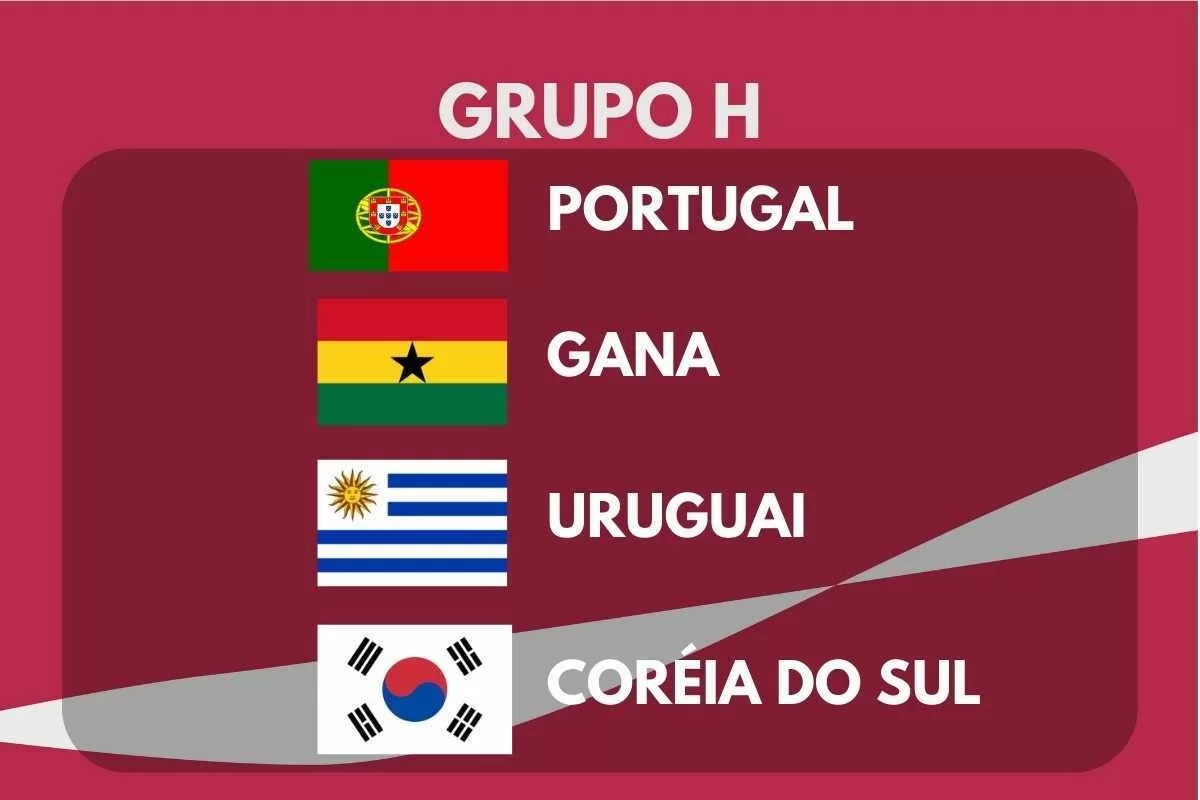 GRUPO H
PORTUGAL
GANA
URUGUAI
CORÉIA DO SUL